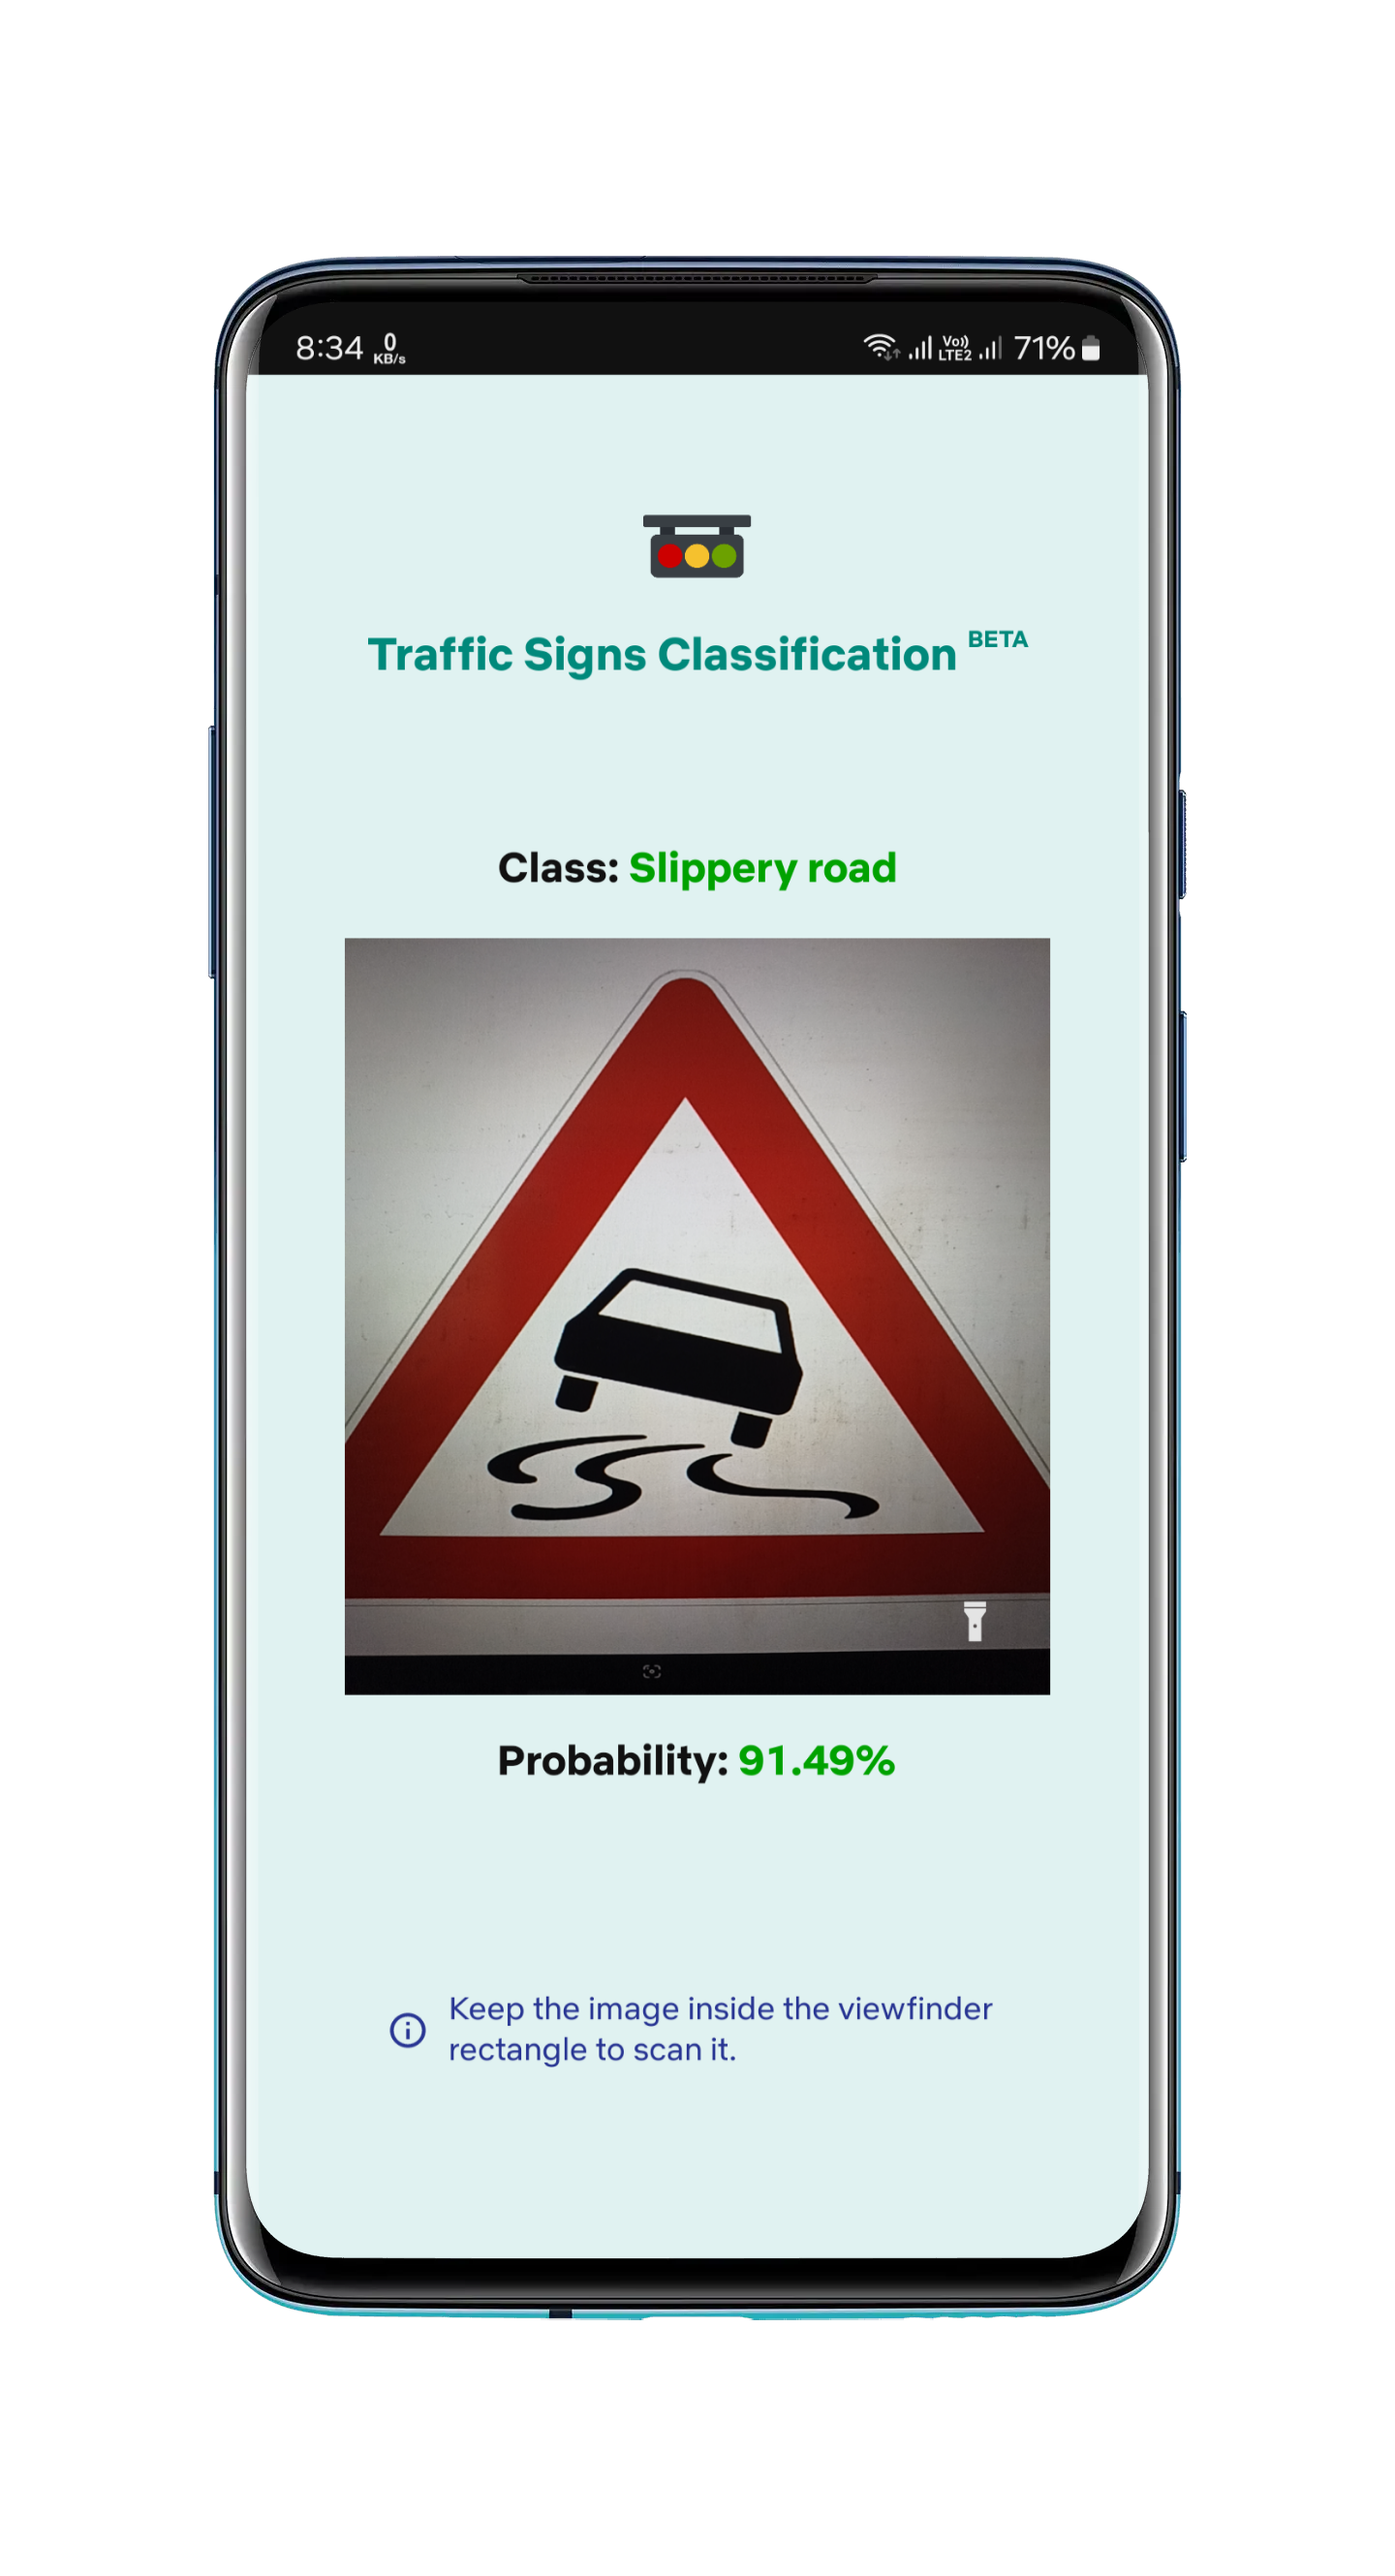 8:34 0 KB/s Vo)) LTE2 71%
Traffic Signs Classification BETA
Class: Slippery road
Probability: 91.49%
Keep the image inside the viewfinder
rectangle to scan it.